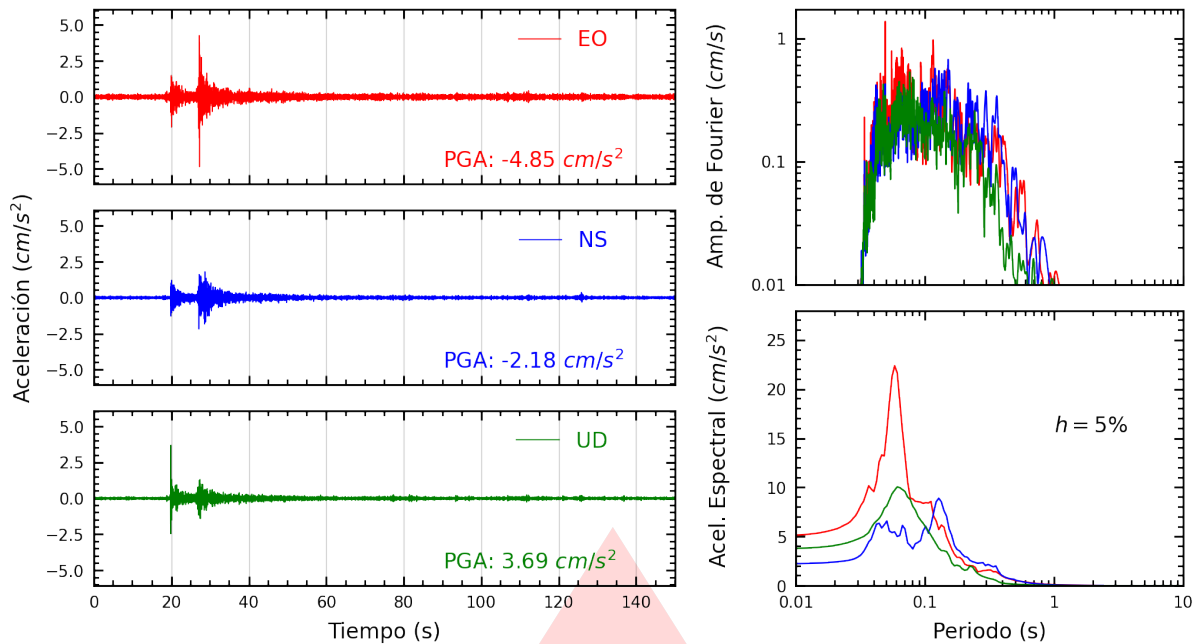 Aceleración (cm/s²)
5.0
2.5
0.0
−2.5
−5.0
EO
PGA: -4.85 cm/s²
5.0
2.5
0.0
−2.5
−5.0
NS
PGA: -2.18 cm/s²
5.0
2.5
0.0
−2.5
−5.0
UD
PGA: 3.69 cm/s²
0 20 40 60 80 100 120 140
Tiempo (s)
Amp. de Fourier (cm/s)
1
0.1
0.01
Acel. Espectral (cm/s²)
25
20
15
10
5
0
h = 5%
0.01 0.1 1 10
Periodo (s)